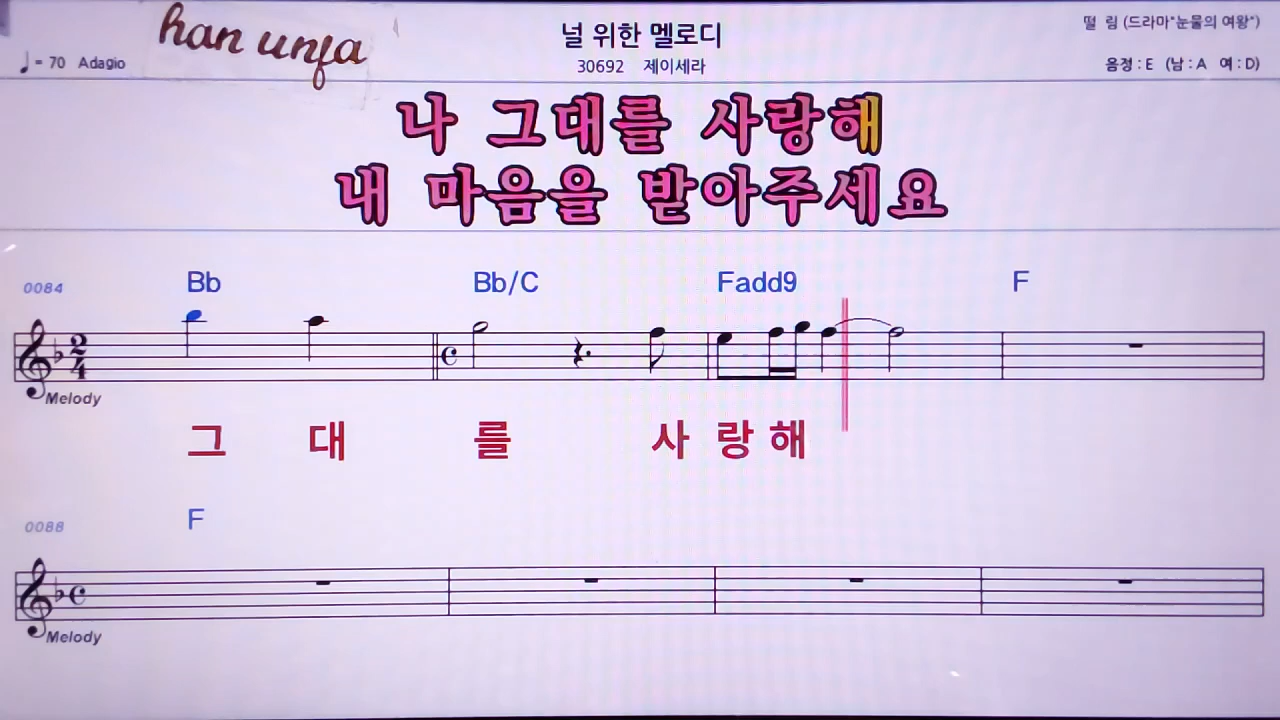 han unfa
널 위한 멜로디
떨 림 (드라마"눈물의 여왕")
♩ = 70 Adagio
30692 제이세라
음정 : E (남 : A 여 : D)
나 그대를 사랑해
내 마음을 받아주세요
0084 Bb Bb/C Fadd9 F
2
4
Melody
그 대 를 사 랑 해
0088 F
Melody